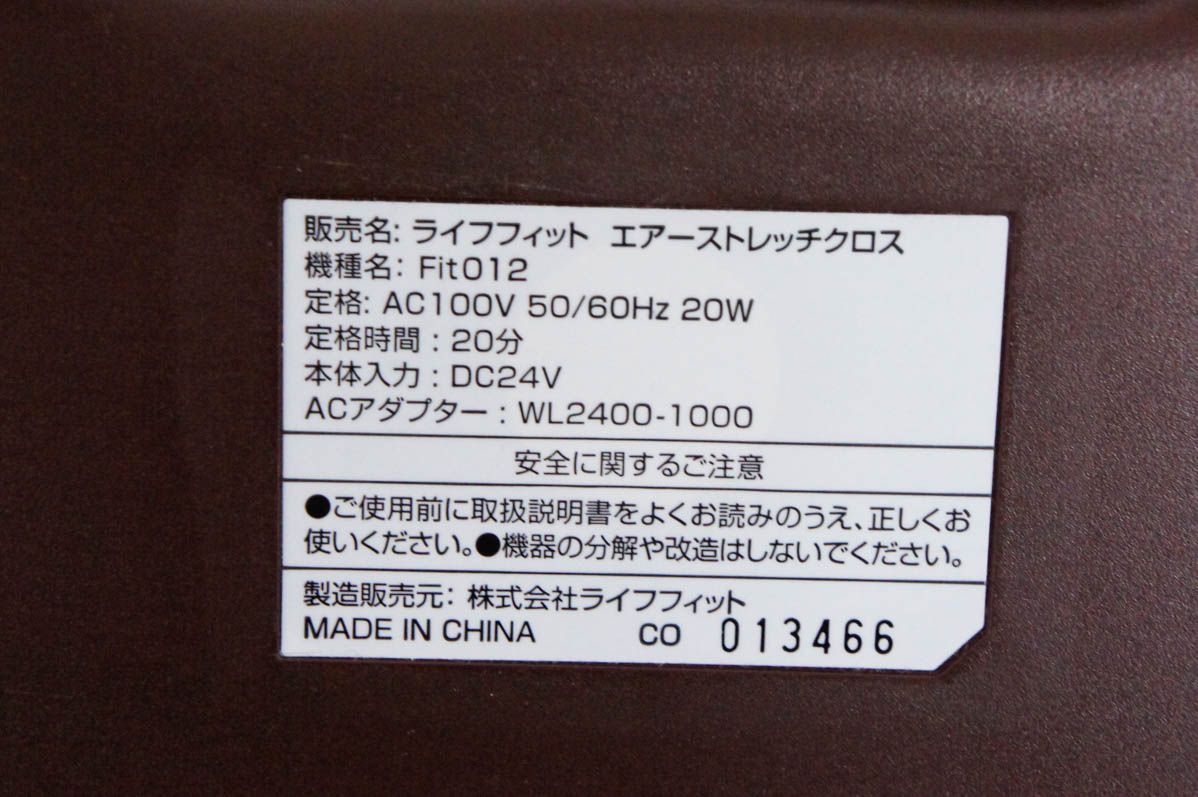 販売名: ライフフィット エアーストレッチクロス
機種名: Fit012
定格: AC100V 50/60Hz 20W
定格時間 : 20分
本体入力 : DC24V
ACアダプター : WL2400-1000
安全に関するご注意
●ご使用前に取扱説明書をよくお読みのうえ、正しくお
使いください。●機器の分解や改造はしないでください。
製造販売元: 株式会社ライフフィット
MADE IN CHINA CO 013466